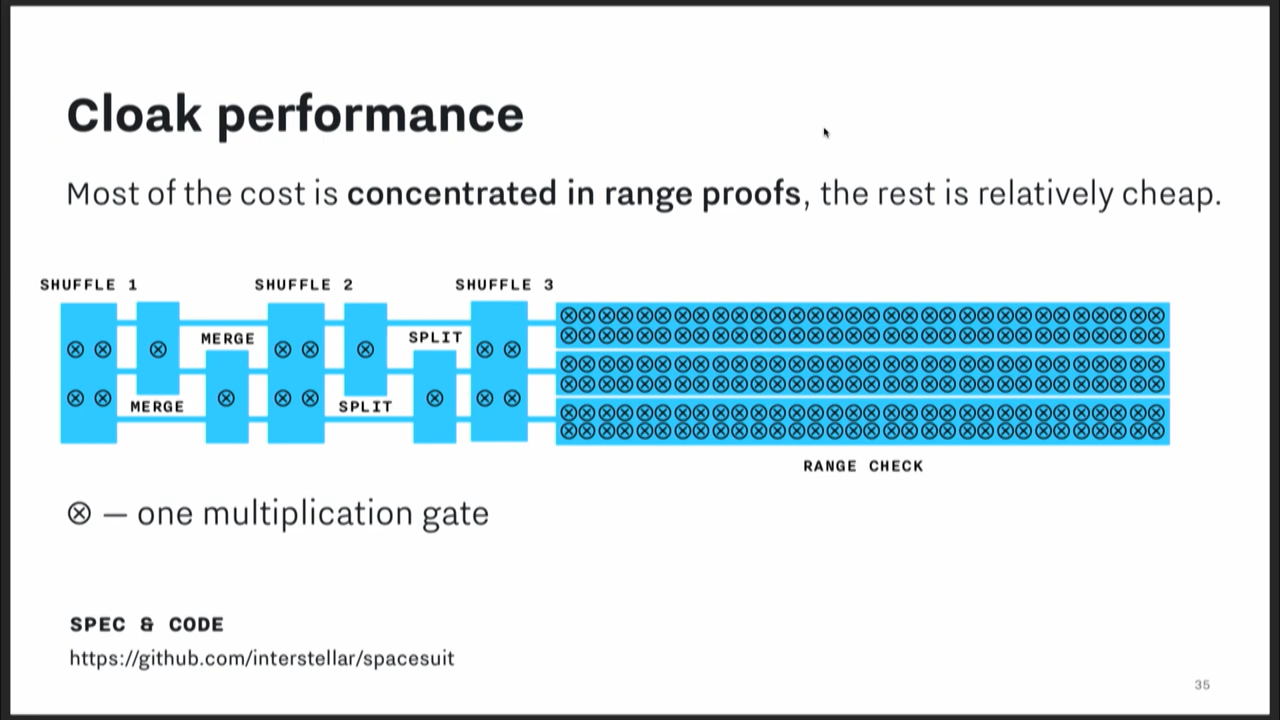 Cloak performance
Most of the cost is concentrated in range proofs, the rest is relatively cheap.
SHUFFLE 1
SHUFFLE 2
SHUFFLE 3
MERGE
SPLIT
MERGE
SPLIT
RANGE CHECK
⊗ — one multiplication gate
SPEC & CODE
https://github.com/interstellar/spacesuit
35